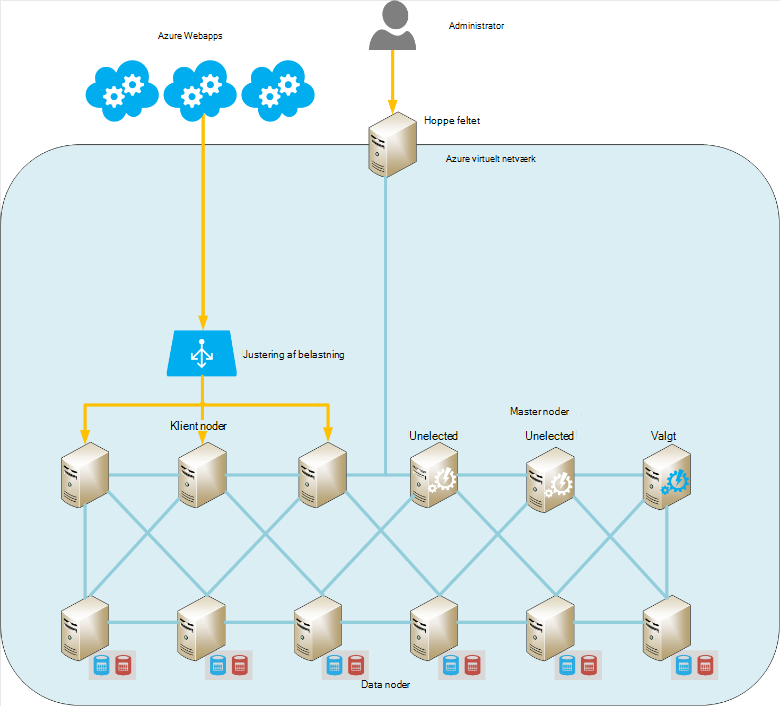 Administrator
Azure Webapps
Hoppe feltet
Azure virtuelt netværk
Justering af belastning
Master noder
Klient noder
Unelected
Unelected
Valgt
Data noder